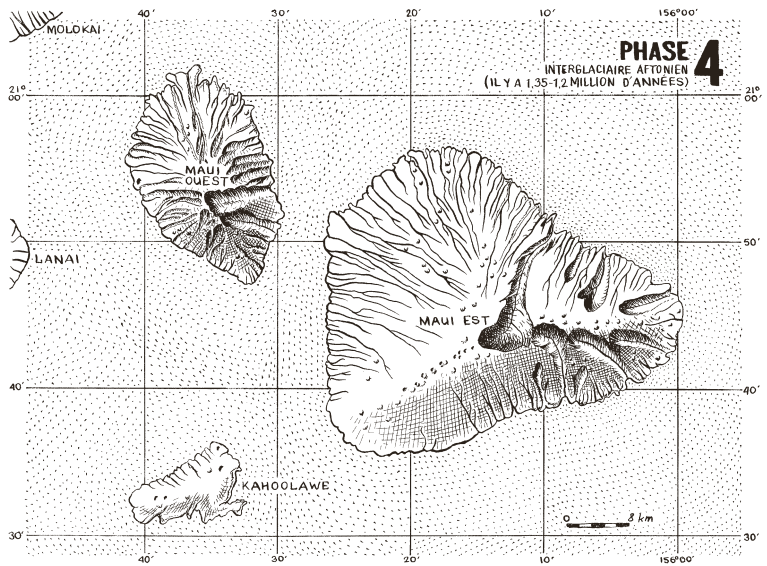 40′ 30′ 20′ 10′ 156°00′
MOLOKAI
PHASE 4
INTERGLACIAIRE AFTONIEN
(IL Y A 1,35-1,2 MILLION D'ANNÉES)
21°
00′
21°
00′
MAUI
OUEST
50′
LANAI
MAUI EST
40′
40′
KAHOOLAWE
0 8 km
30′
30′
40′ 30′ 20′ 10′ 156°00′